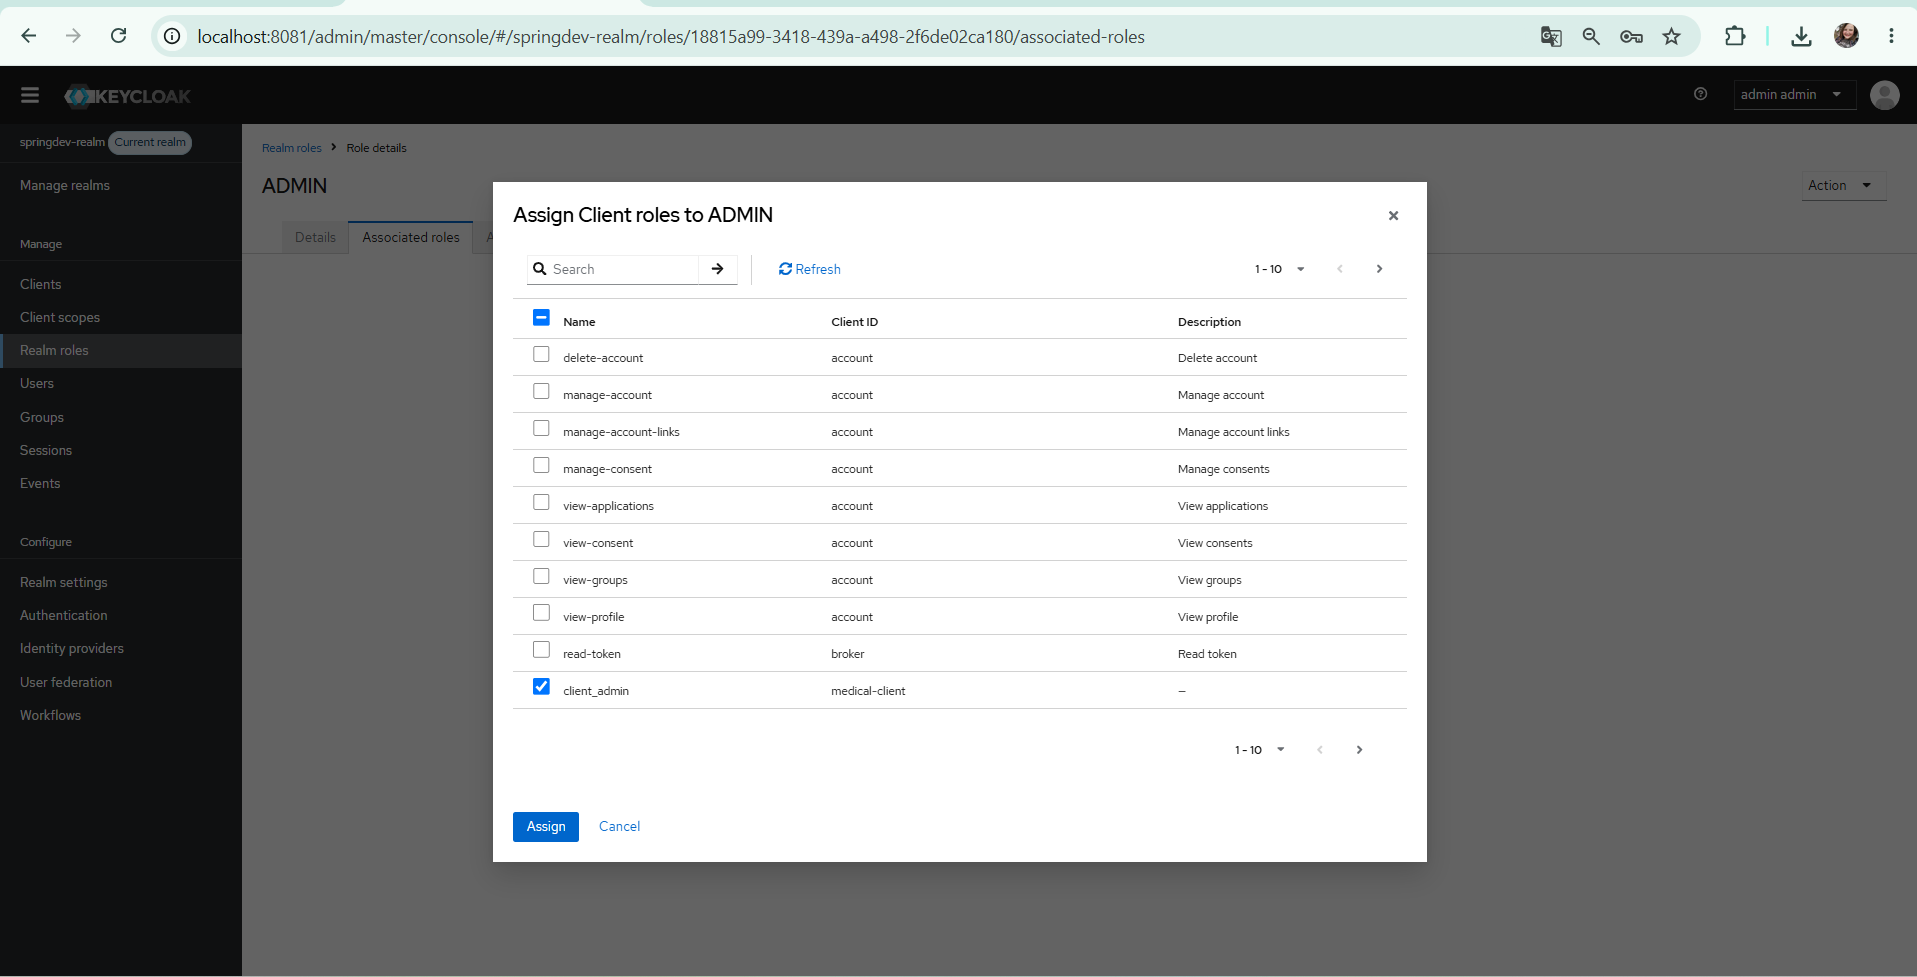 localhost:8081/admin/master/console/#/springdev-realm/roles/18815a99-3418-439a-a498-2f6de02ca180/associated-roles
KEYCLOAK
admin admin
springdev-realm Current realm
Manage realms
Manage
Clients
Client scopes
Realm roles
Users
Groups
Sessions
Events
Configure
Realm settings
Authentication
Identity providers
User federation
Workflows
Realm roles > Role details
ADMIN
Action
Details
Associated roles
A
Assign Client roles to ADMIN
Search
Refresh
1 - 10
Name Client ID Description
delete-account account Delete account
manage-account account Manage account
manage-account-links account Manage account links
manage-consent account Manage consents
view-applications account View applications
view-consent account View consents
view-groups account View groups
view-profile account View profile
read-token broker Read token
client_admin medical-client —
1 - 10
Assign Cancel